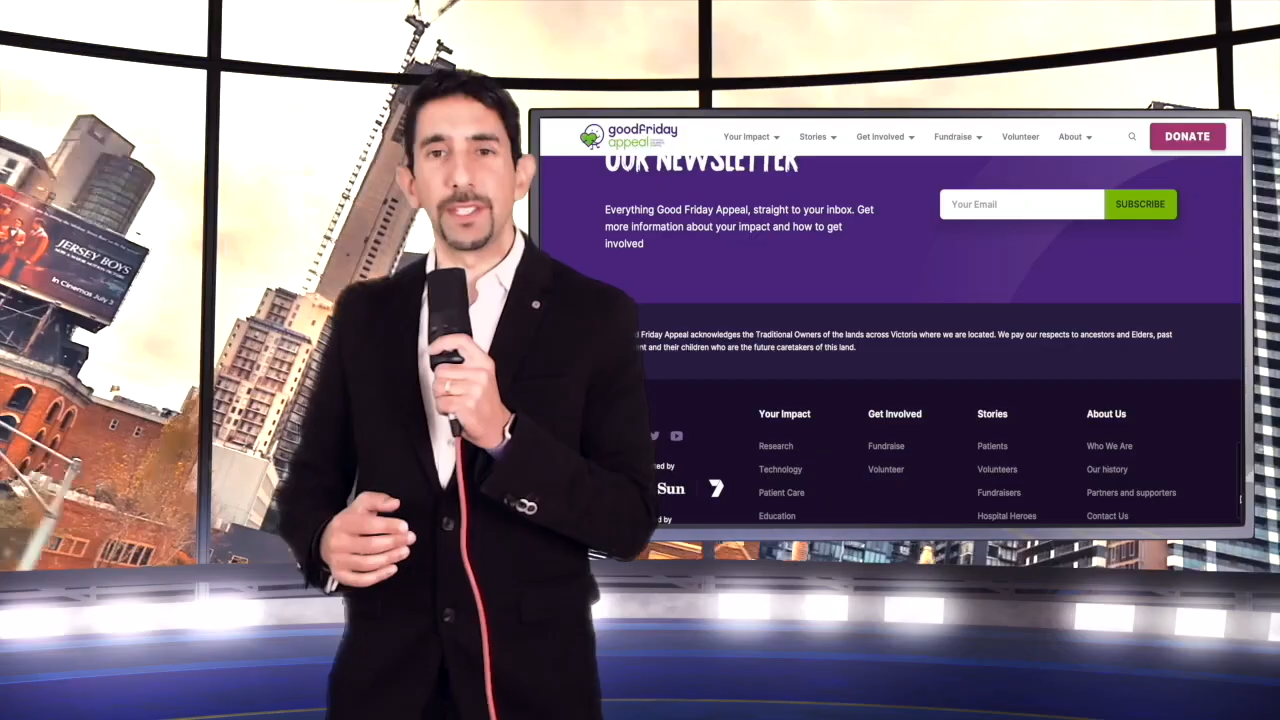 goodfriday
appeal
Your Impact
Stories
Get Involved
Fundraise
Volunteer
About
DONATE
OUR NEWSLETTER
Everything Good Friday Appeal, straight to your inbox. Get
more information about your impact and how to get
involved
Your Email
SUBSCRIBE
JERSEY BOYS
In Cinemas July 3
Friday Appeal acknowledges the Traditional Owners of the lands across Victoria where we are located. We pay our respects to ancestors and Elders, past
and their children who are the future caretakers of this land.
Your Impact
Research
Technology
Patient Care
Education
Get Involved
Fundraise
Volunteer
Stories
Patients
Volunteers
Fundraisers
Hospital Heroes
About Us
Who We Are
Our history
Partners and supporters
Contact Us
by
Sun
7
by